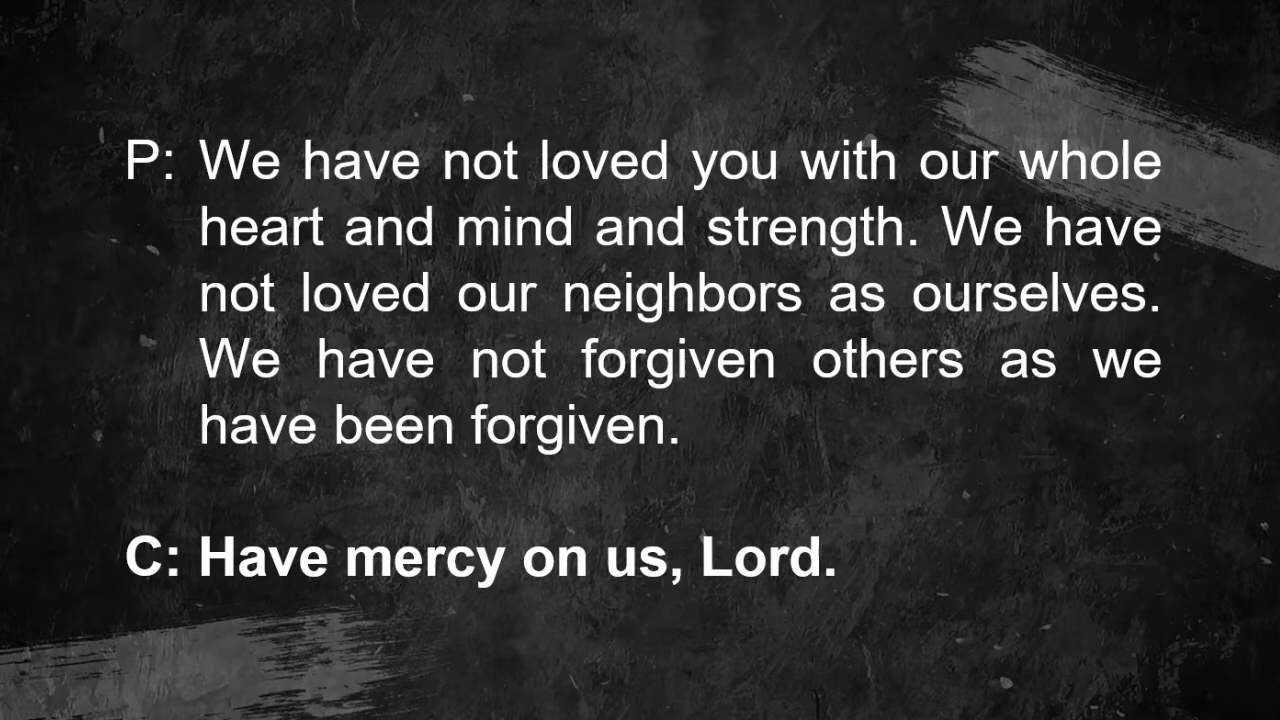 P: We have not loved you with our whole
heart and mind and strength. We have
not loved our neighbors as ourselves.
We have not forgiven others as we
have been forgiven.
C: Have mercy on us, Lord.